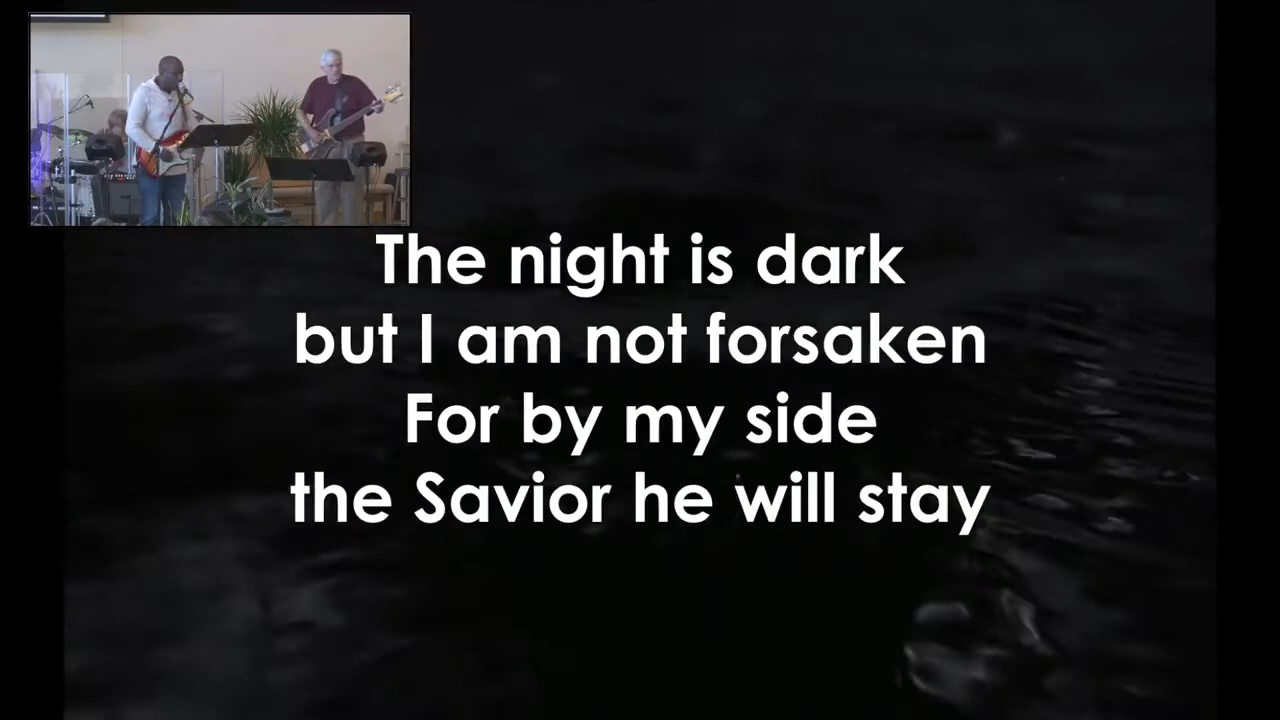 The night is dark
but I am not forsaken
For by my side
the Savior he will stay